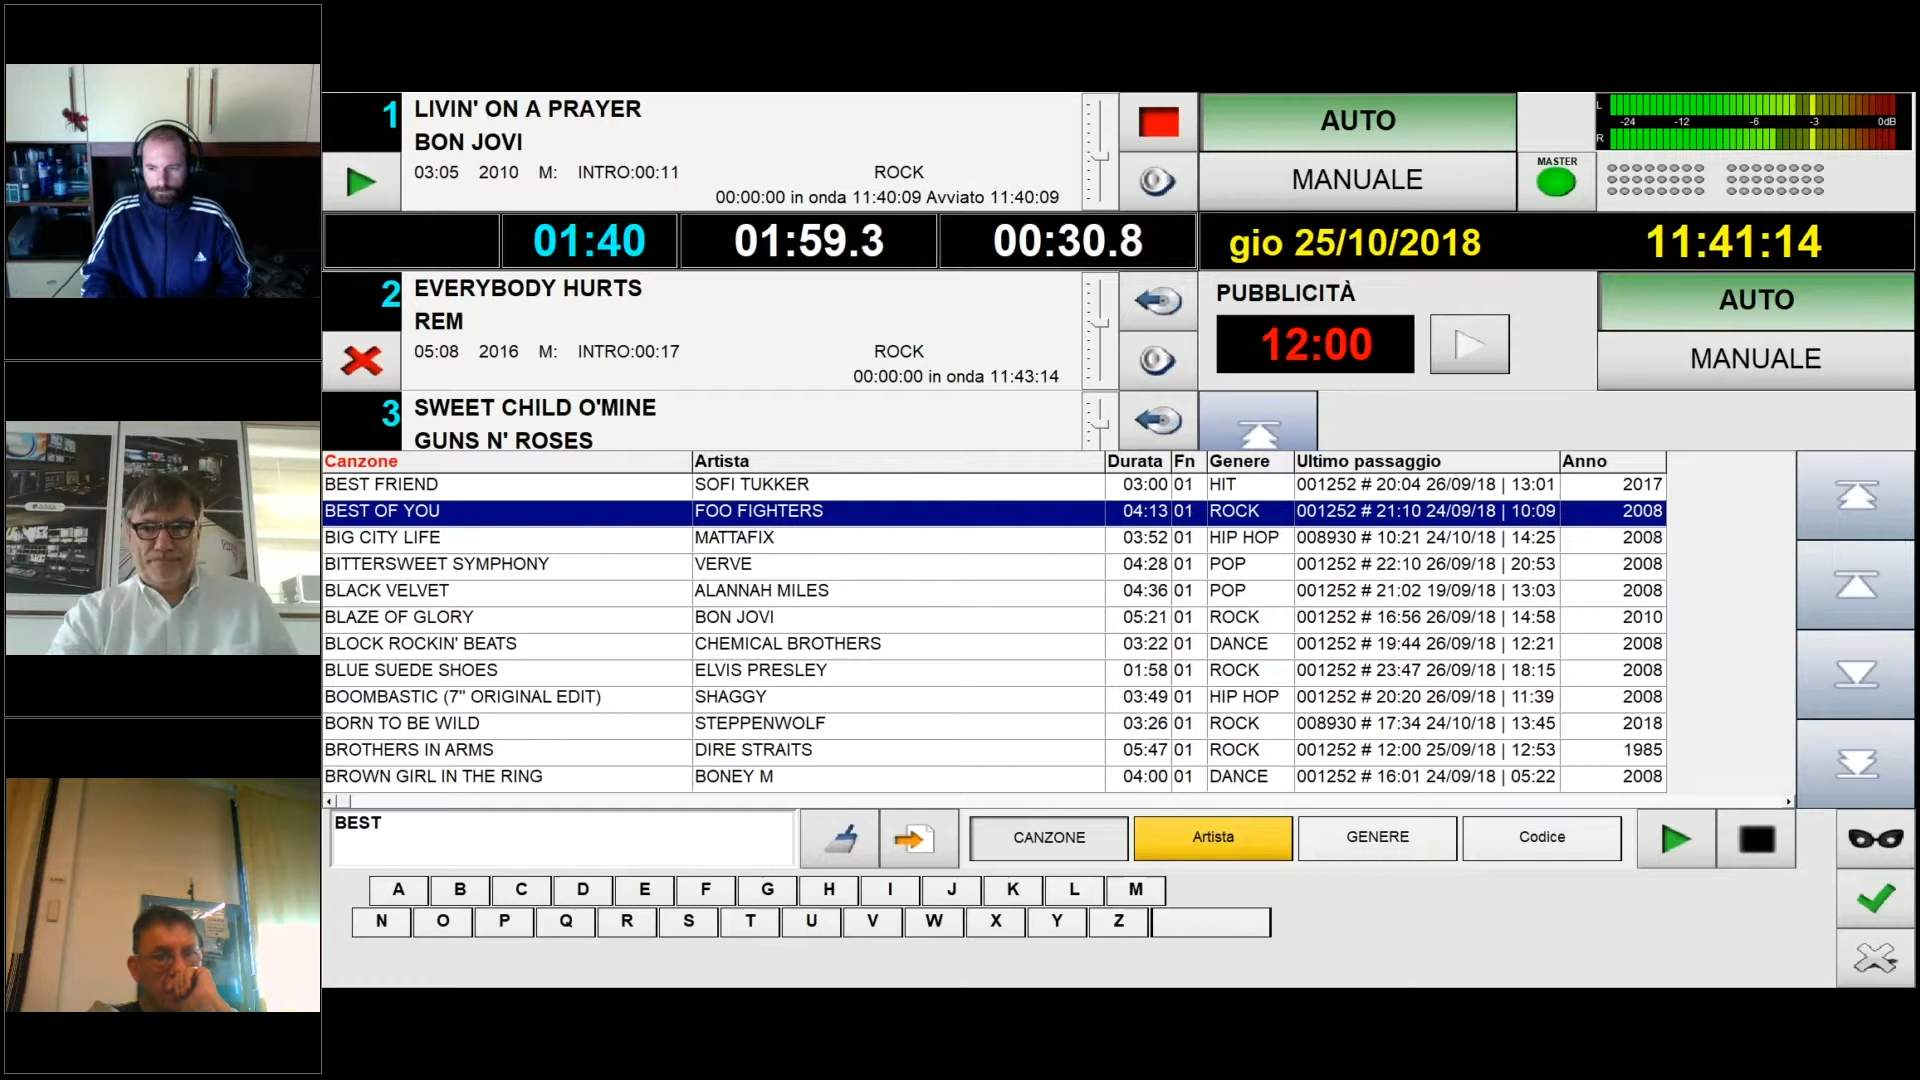 1 LIVIN' ON A PRAYER
BON JOVI
03:05 2010 M: INTRO:00:11 ROCK
00:00:00 in onda 11:40:09 Avviato 11:40:09
AUTO
MANUALE
L
-24 -12 -6 -3 0dB
R
MASTER
01:40 01:59.3 00:30.8 gio 25/10/2018 11:41:14
2 EVERYBODY HURTS
REM
05:08 2016 M: INTRO:00:17 ROCK
00:00:00 in onda 11:43:14
PUBBLICITÀ
12:00
AUTO
MANUALE
3 SWEET CHILD O'MINE
GUNS N' ROSES
Canzone Artista Durata Fn Genere Ultimo passaggio Anno
BEST FRIEND SOFI TUKKER 03:00 01 HIT 001252 # 20:04 26/09/18 | 13:01 2017
BEST OF YOU FOO FIGHTERS 04:13 01 ROCK 001252 # 21:10 24/09/18 | 10:09 2008
BIG CITY LIFE MATTAFIX 03:52 01 HIP HOP 008930 # 10:21 24/10/18 | 14:25 2008
BITTERSWEET SYMPHONY VERVE 04:28 01 POP 001252 # 22:10 26/09/18 | 20:53 2008
BLACK VELVET ALANNAH MILES 04:36 01 POP 001252 # 21:02 19/09/18 | 13:03 2008
BLAZE OF GLORY BON JOVI 05:21 01 ROCK 001252 # 16:56 26/09/18 | 14:58 2010
BLOCK ROCKIN' BEATS CHEMICAL BROTHERS 03:22 01 DANCE 001252 # 19:44 26/09/18 | 12:21 2008
BLUE SUEDE SHOES ELVIS PRESLEY 01:58 01 ROCK 001252 # 23:47 26/09/18 | 18:15 2008
BOOMBASTIC (7" ORIGINAL EDIT) SHAGGY 03:49 01 HIP HOP 001252 # 20:20 26/09/18 | 11:39 2008
BORN TO BE WILD STEPPENWOLF 03:26 01 ROCK 008930 # 17:34 24/10/18 | 13:45 2018
BROTHERS IN ARMS DIRE STRAITS 05:47 01 ROCK 001252 # 12:00 25/09/18 | 12:53 1985
BROWN GIRL IN THE RING BONEY M 04:00 01 DANCE 001252 # 16:01 24/09/18 | 05:22 2008
BEST
CANZONE Artista GENERE Codice
A B C D E F G H I J K L M
N O P Q R S T U V W X Y Z